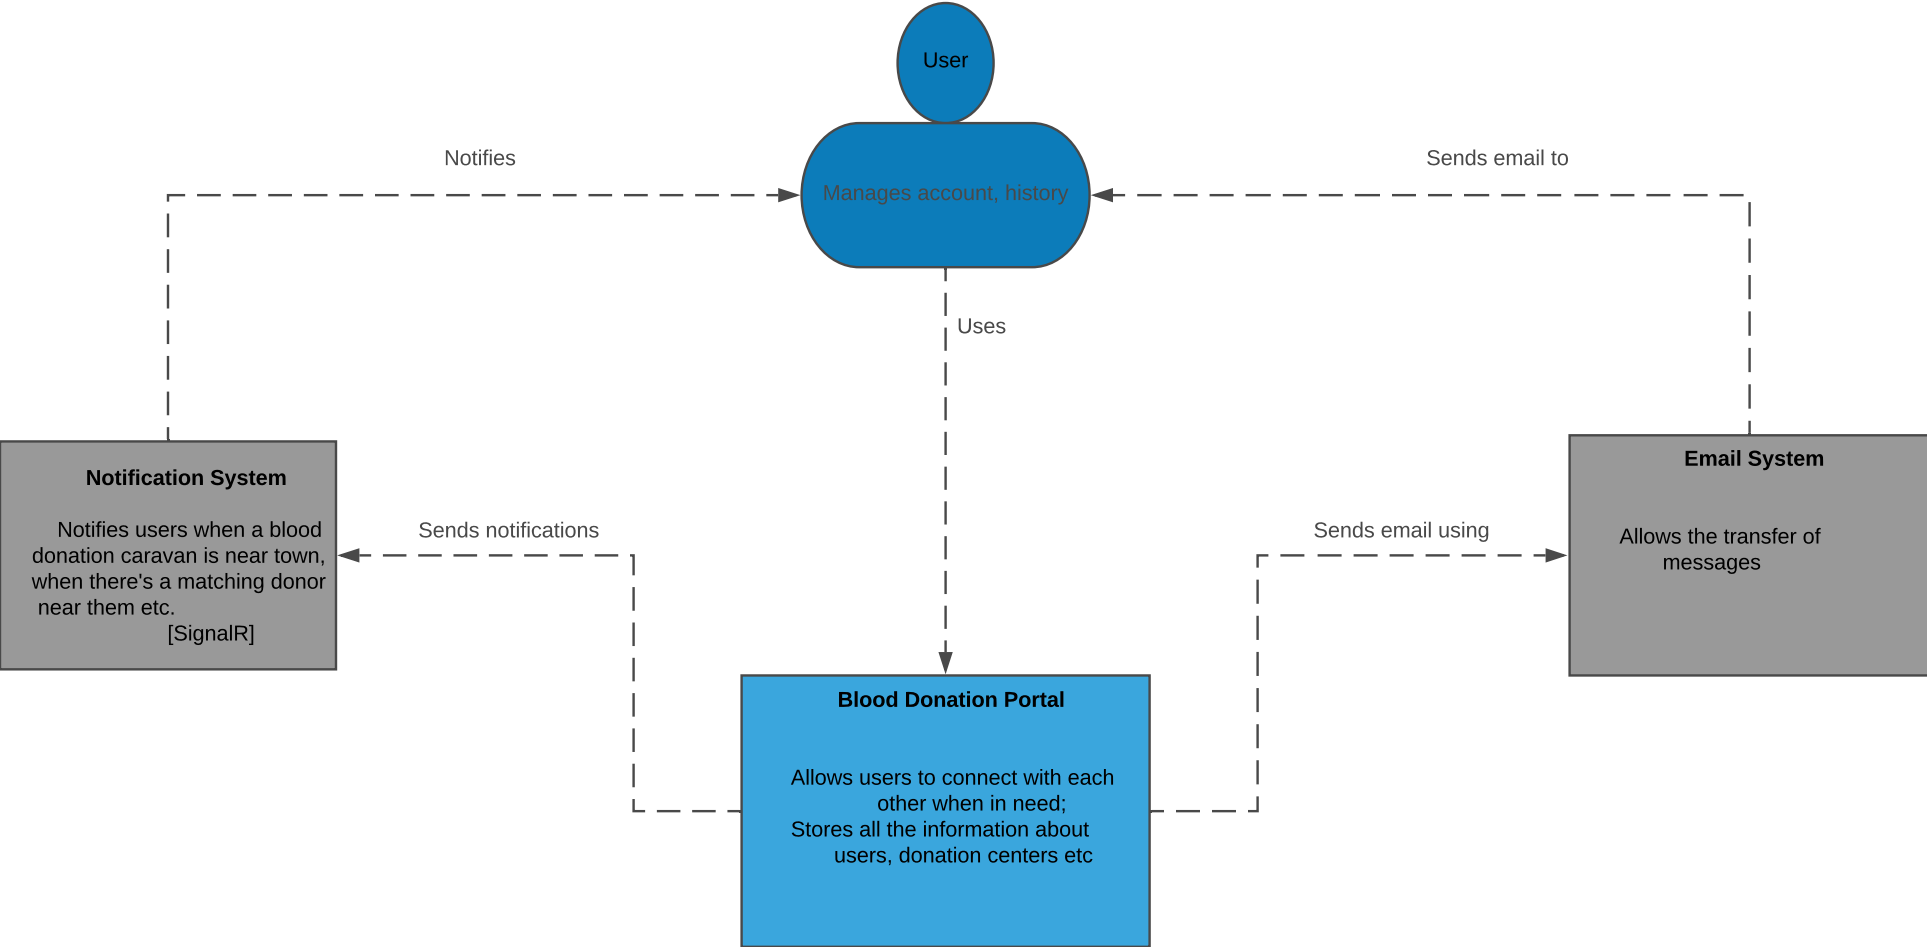 User
Notifies
Sends email to
Manages account, history
Uses
Notification System
Notifies users when a blood
donation caravan is near town,
when there's a matching donor
near them etc.
[SignalR]
Sends notifications
Sends email using
Email System
Allows the transfer of
messages
Blood Donation Portal
Allows users to connect with each
other when in need;
Stores all the information about
users, donation centers etc